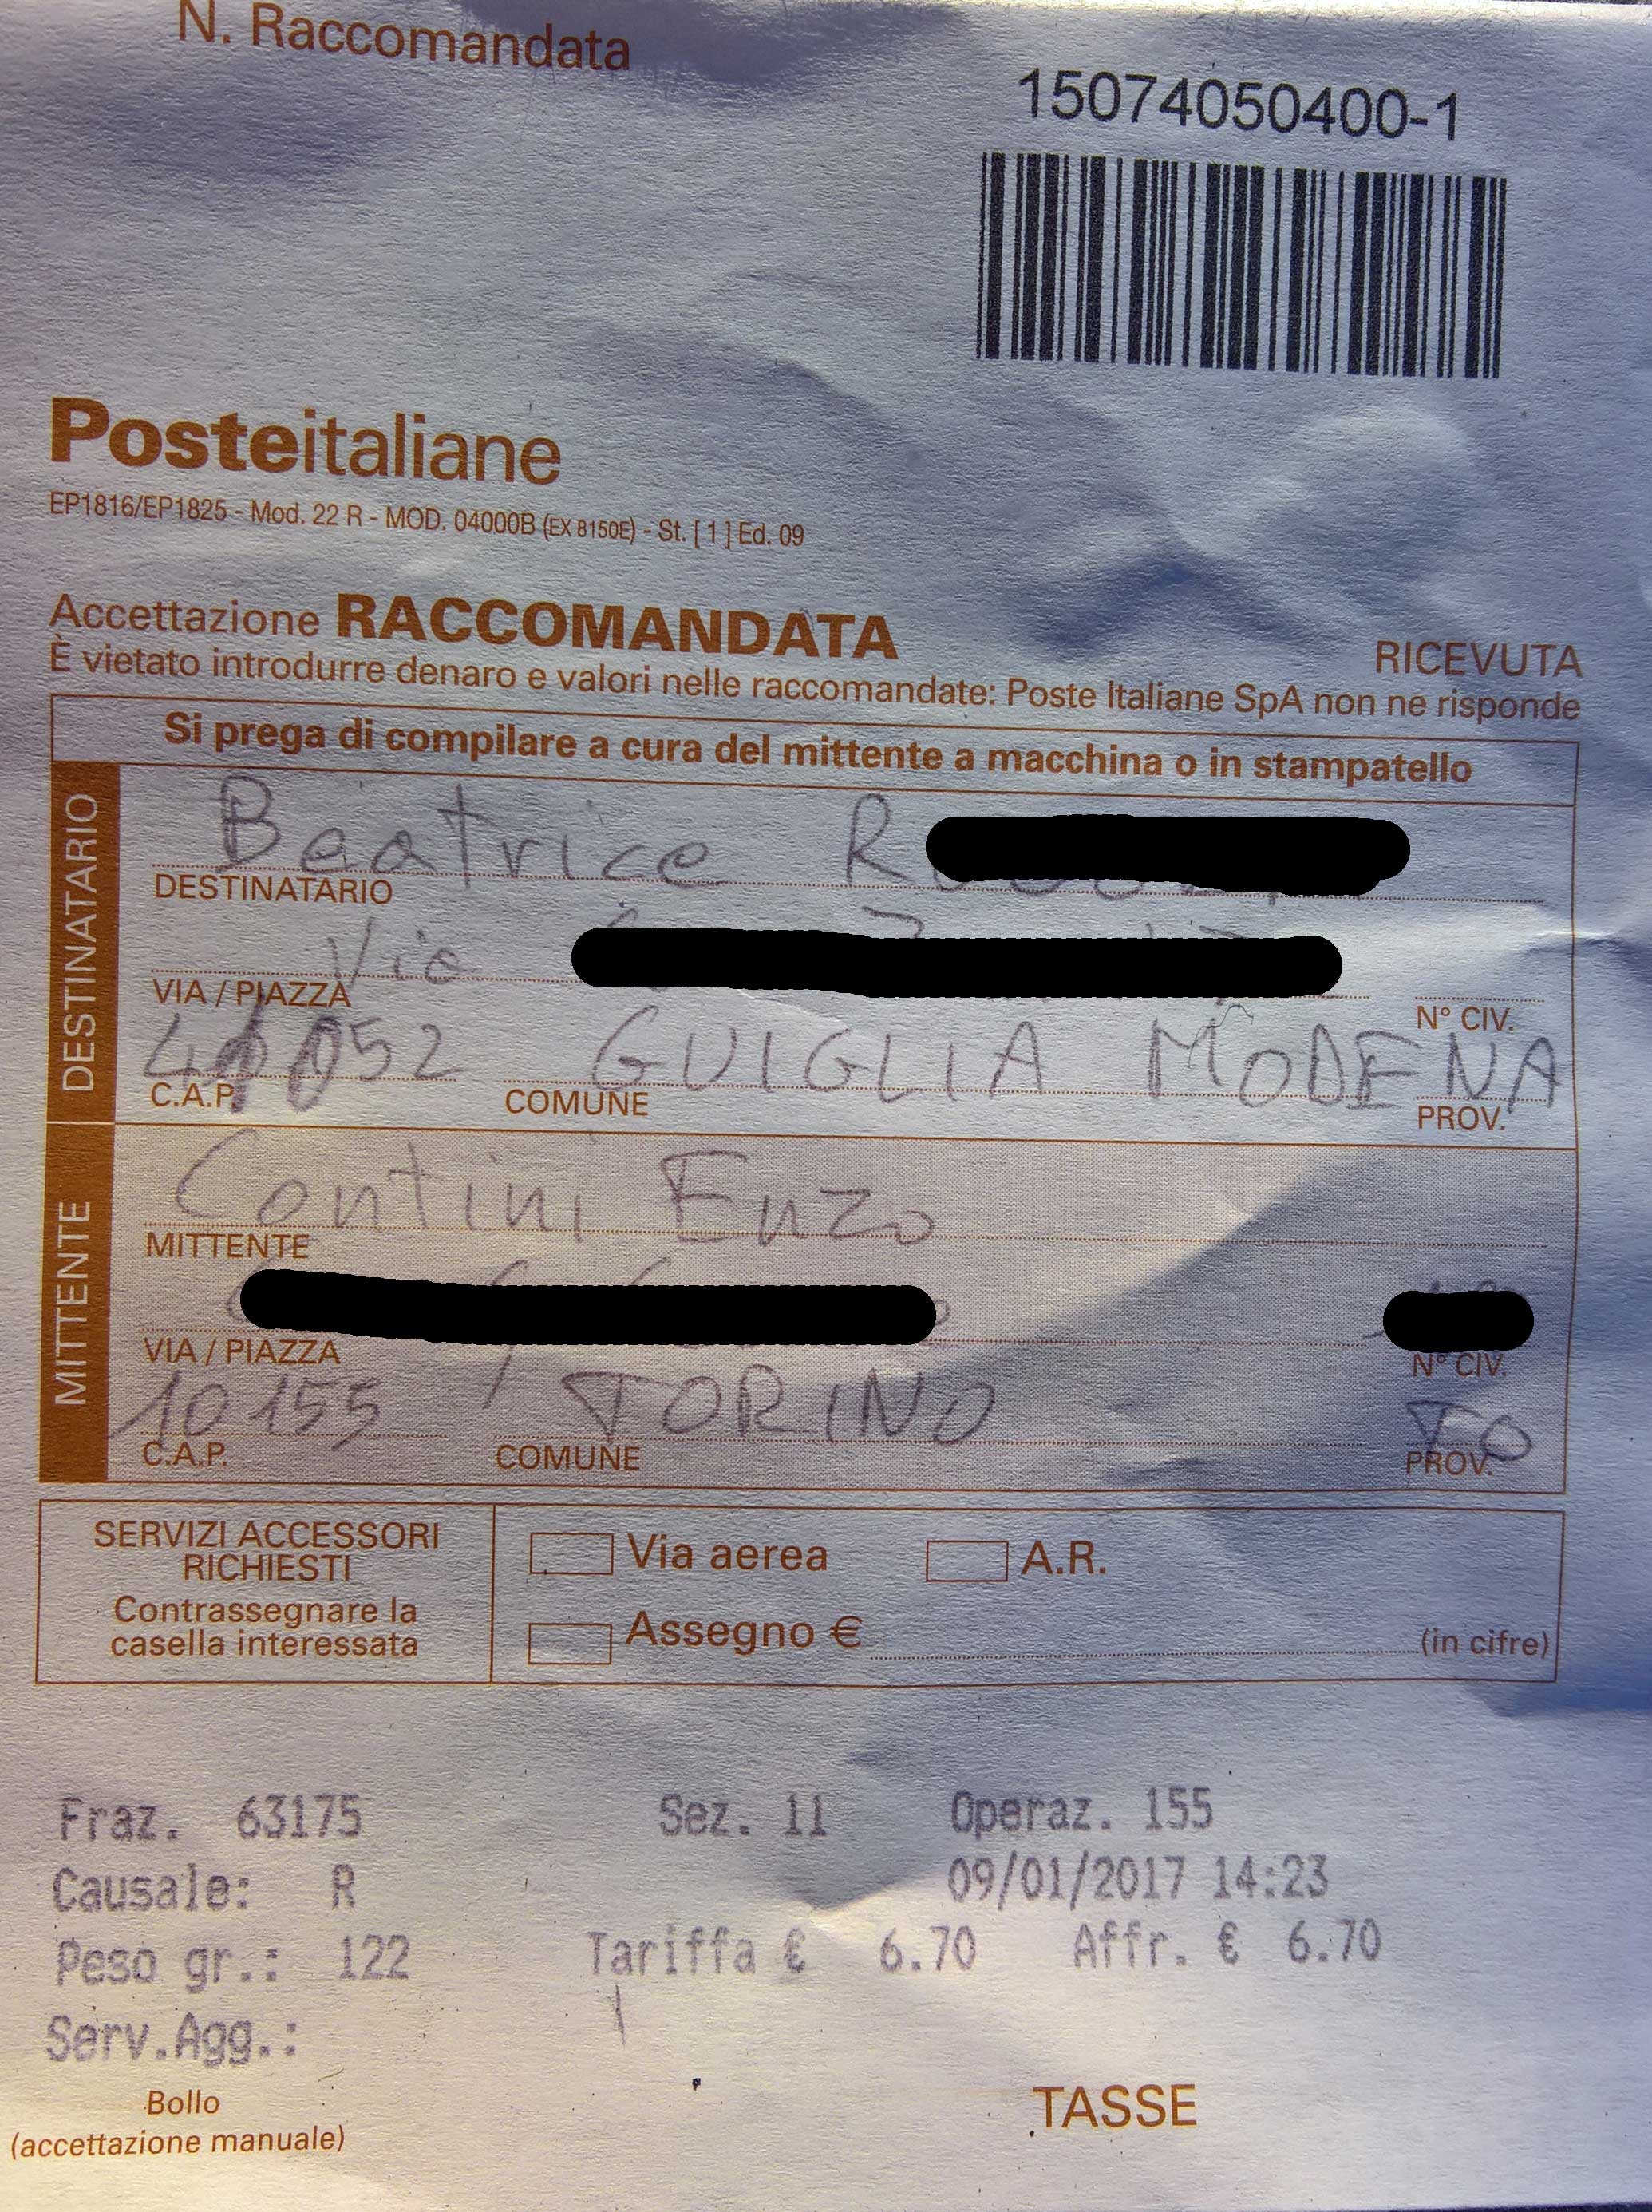 N. Raccomandata
15074050400-1
Posteitaliane
EP1816/EP1825 - Mod. 22 R - MOD. 04000B (EX 8150E) - St. [ 1 ] Ed. 09
Accettazione RACCOMANDATA
RICEVUTA
È vietato introdurre denaro e valori nelle raccomandate: Poste Italiane SpA non ne risponde
Si prega di compilare a cura del mittente a macchina o in stampatello
DESTINATARIO
Beatrice R
DESTINATARIO
Via
VIA / PIAZZA
N° CIV.
41052 GUIGLIA MODENA
C.A.P. COMUNE PROV.
MITTENTE
Contini Enzo
MITTENTE
VIA / PIAZZA
N° CIV.
10155 TORINO TO
C.A.P. COMUNE PROV.
SERVIZI ACCESSORI
RICHIESTI
Contrassegnare la
casella interessata
Via aerea A.R.
Assegno € (in cifre)
Fraz. 63175 Sez. 11 Operaz. 155
Causale: R 09/01/2017 14:23
Peso gr.: 122 Tariffa € 6.70 Affr. € 6.70
Serv.Agg.:
Bollo
(accettazione manuale)
TASSE